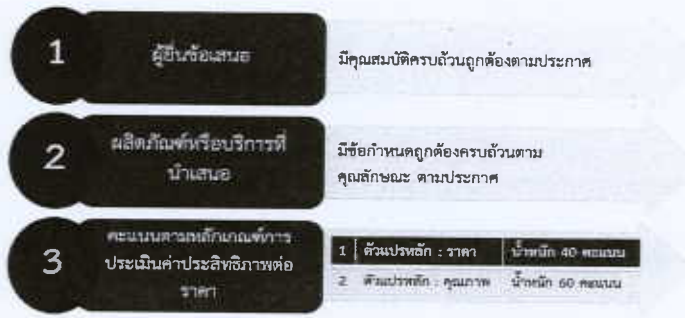 1
ผู้ยื่นข้อเสนอ
มีคุณสมบัติครบถ้วนถูกต้องตามประกาศ
2
ผลิตภัณฑ์หรือบริการที่
นำเสนอ
มีข้อกำหนดถูกต้องครบถ้วนตาม
คุณลักษณะ ตามประกาศ
3
คะแนนตามหลักเกณฑ์การ
ประเมินค่าประสิทธิภาพต่อ
ราคา
1 ตัวแปรหลัก : ราคา น้ำหนัก 40 คะแนน
2 ตัวแปรหลัก : คุณภาพ น้ำหนัก 60 คะแนน